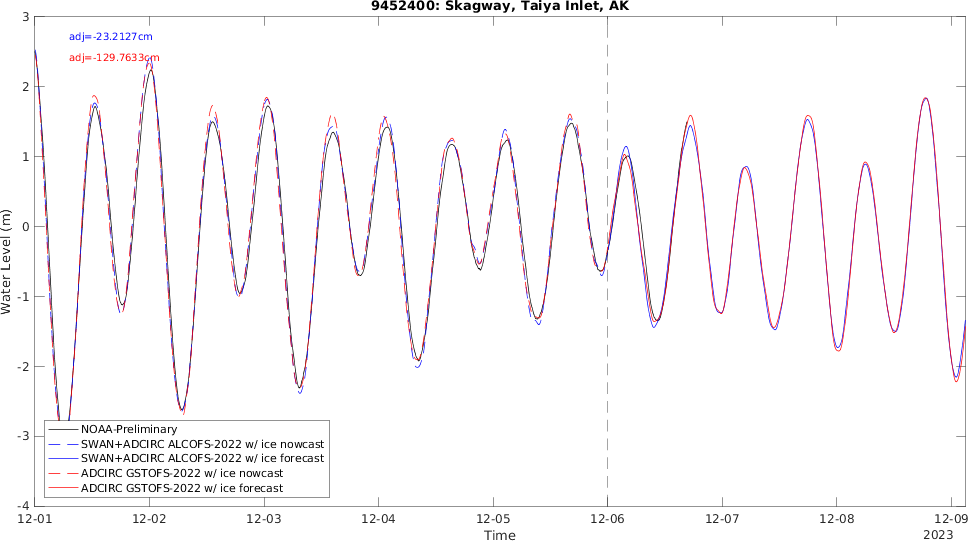 9452400: Skagway, Taiya Inlet, AK
adj=-23.2127cm
adj=-129.7633cm
3
2
1
0
-1
-2
-3
-4
Water Level (m)
NOAA-Preliminary
SWAN+ADCIRC ALCOFS-2022 w/ ice nowcast
SWAN+ADCIRC ALCOFS-2022 w/ ice forecast
ADCIRC GSTOFS-2022 w/ ice nowcast
ADCIRC GSTOFS-2022 w/ ice forecast
12-01 12-02 12-03 12-04 12-05 12-06 12-07 12-08 12-09
Time
2023